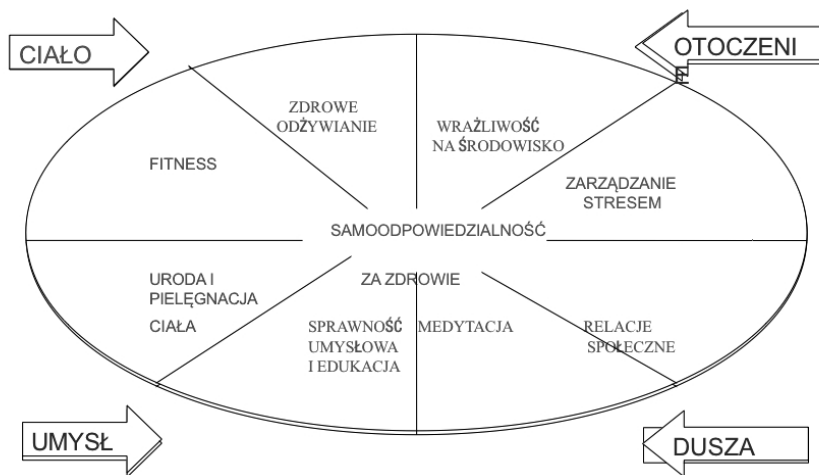 CIAŁO
OTOCZENI
E
ZDROWE
ODŻYWIANIE
WRAŻLIWOŚĆ
NA ŚRODOWISKO
FITNESS
ZARZĄDZANIE
STRESEM
SAMOODPOWIEDZIALNOŚĆ
ZA ZDROWIE
URODA I
PIELĘGNACJA
CIAŁA
SPRAWNOŚĆ
UMYSŁOWA
I EDUKACJA
MEDYTACJA
RELACJE
SPOŁECZNE
UMYSŁ
DUSZA